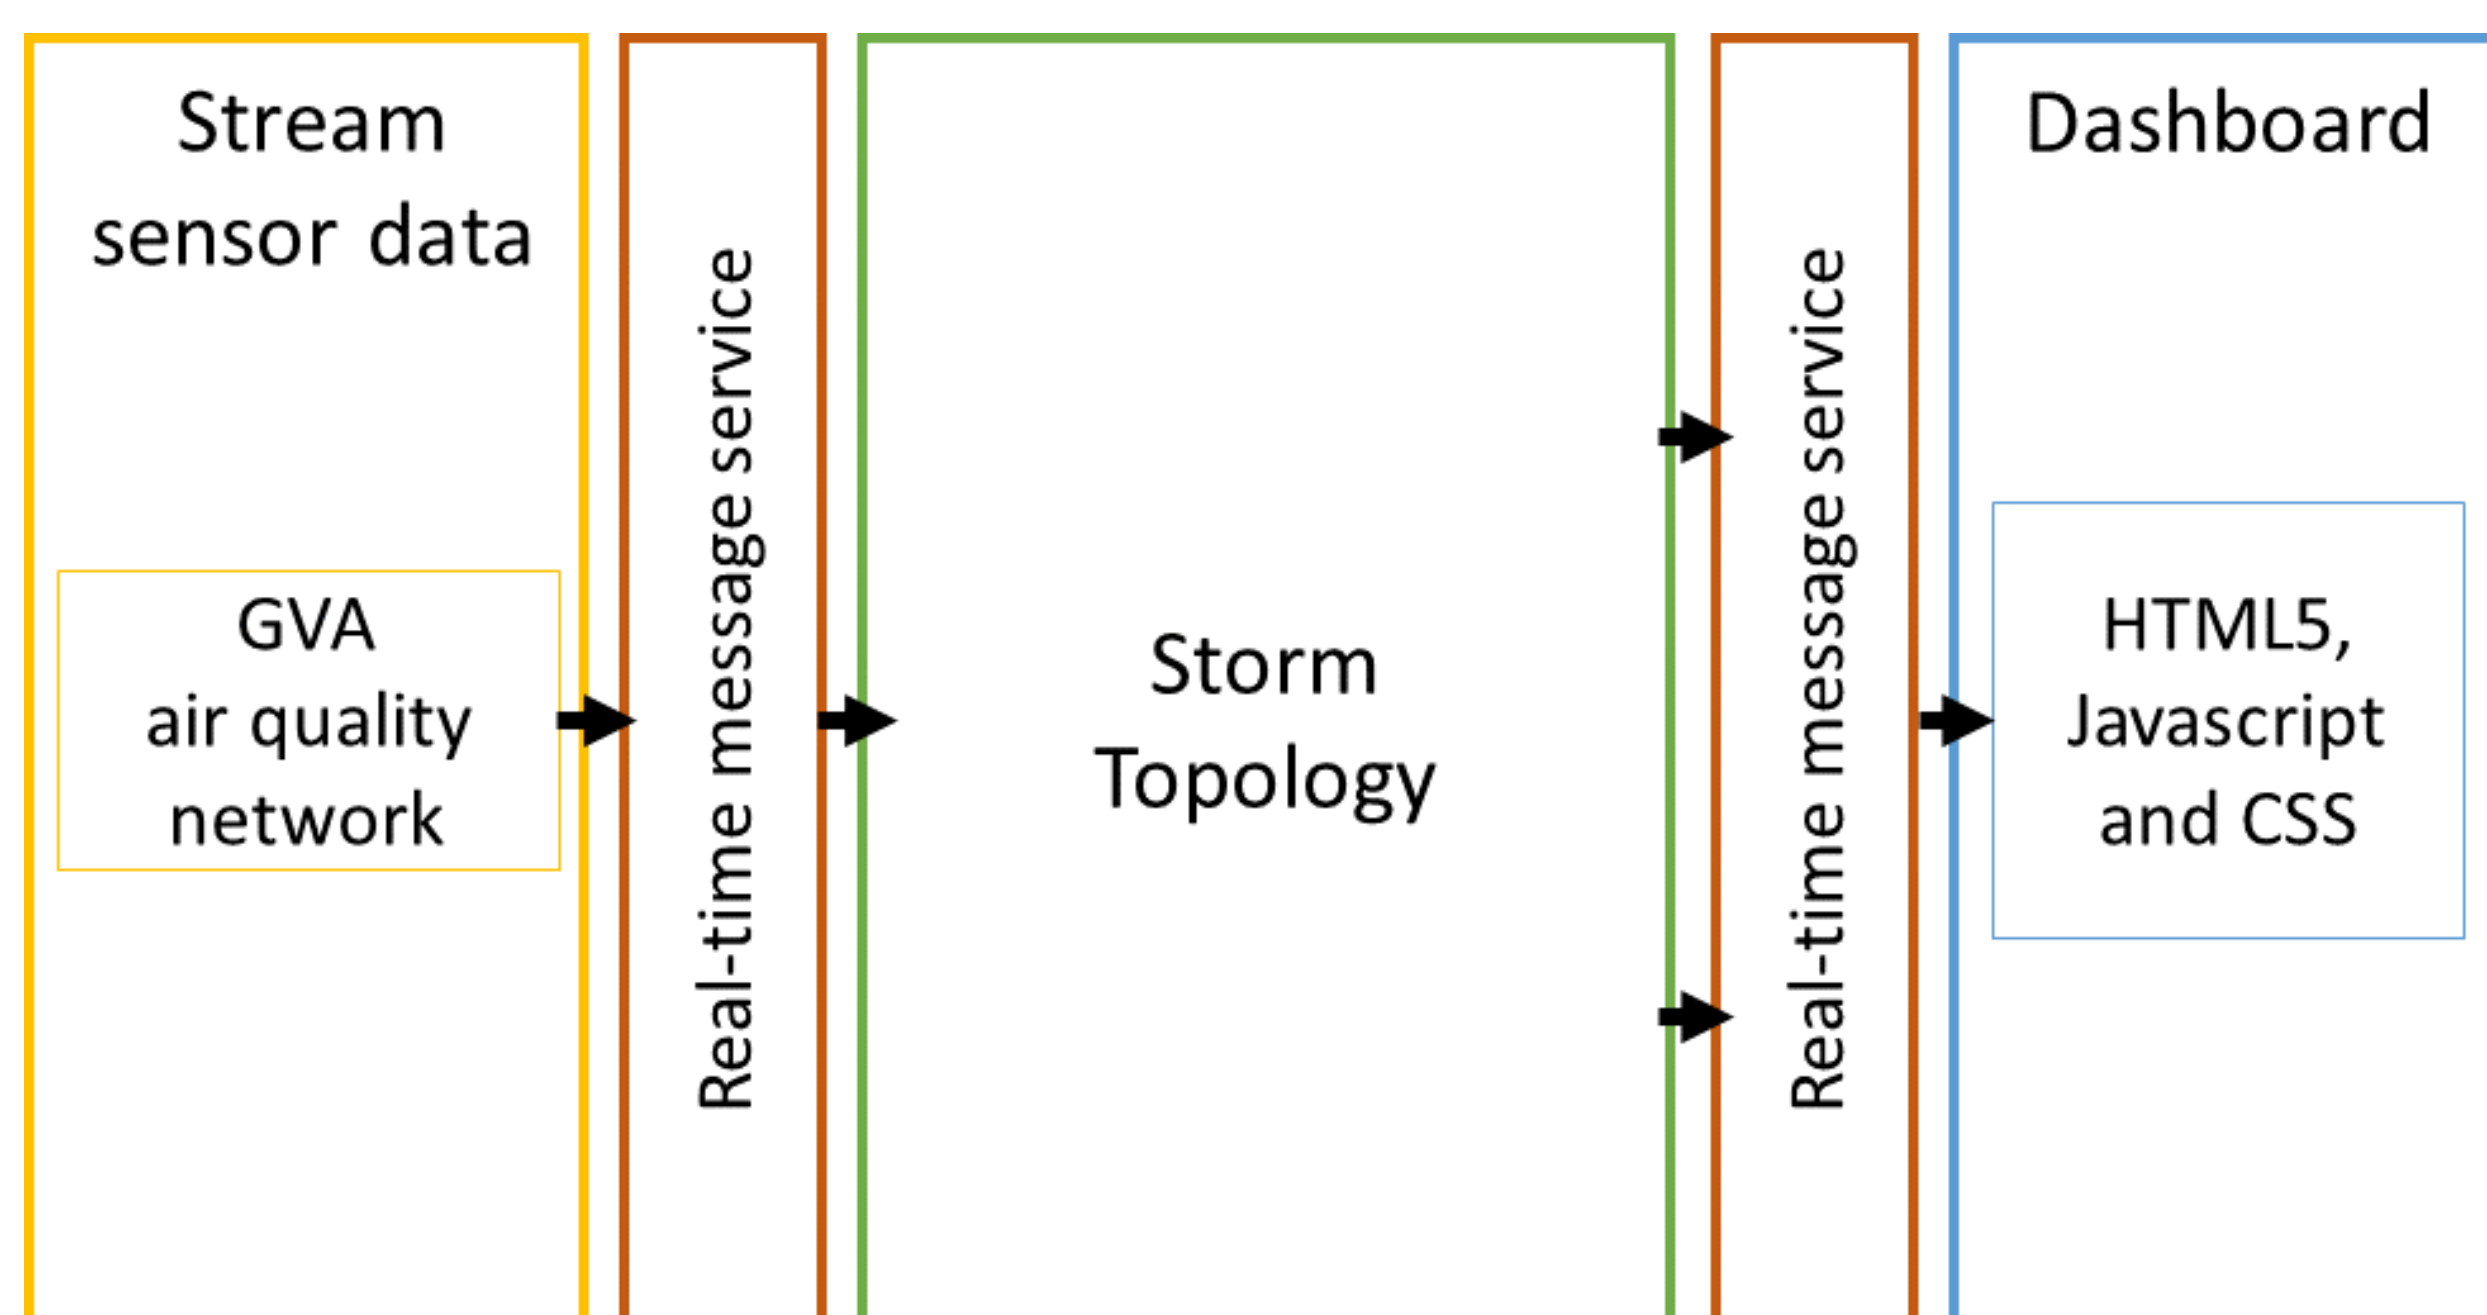 Stream
sensor data
GVA
air quality
network
Real-time message service
Storm
Topology
Real-time message service
Dashboard
HTML5,
Javascript
and CSS